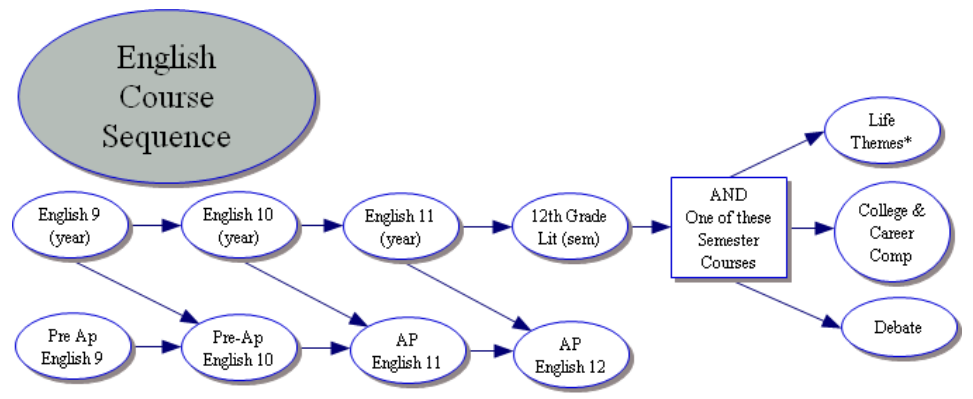 English
Course
Sequence
Life
Themes*
English 9
(year)
English 10
(year)
English 11
(year)
12th Grade
Lit (sem)
AND
One of these
Semester
Courses
College &
Career
Comp
Pre Ap
English 9
Pre-Ap
English 10
AP
English 11
AP
English 12
Debate